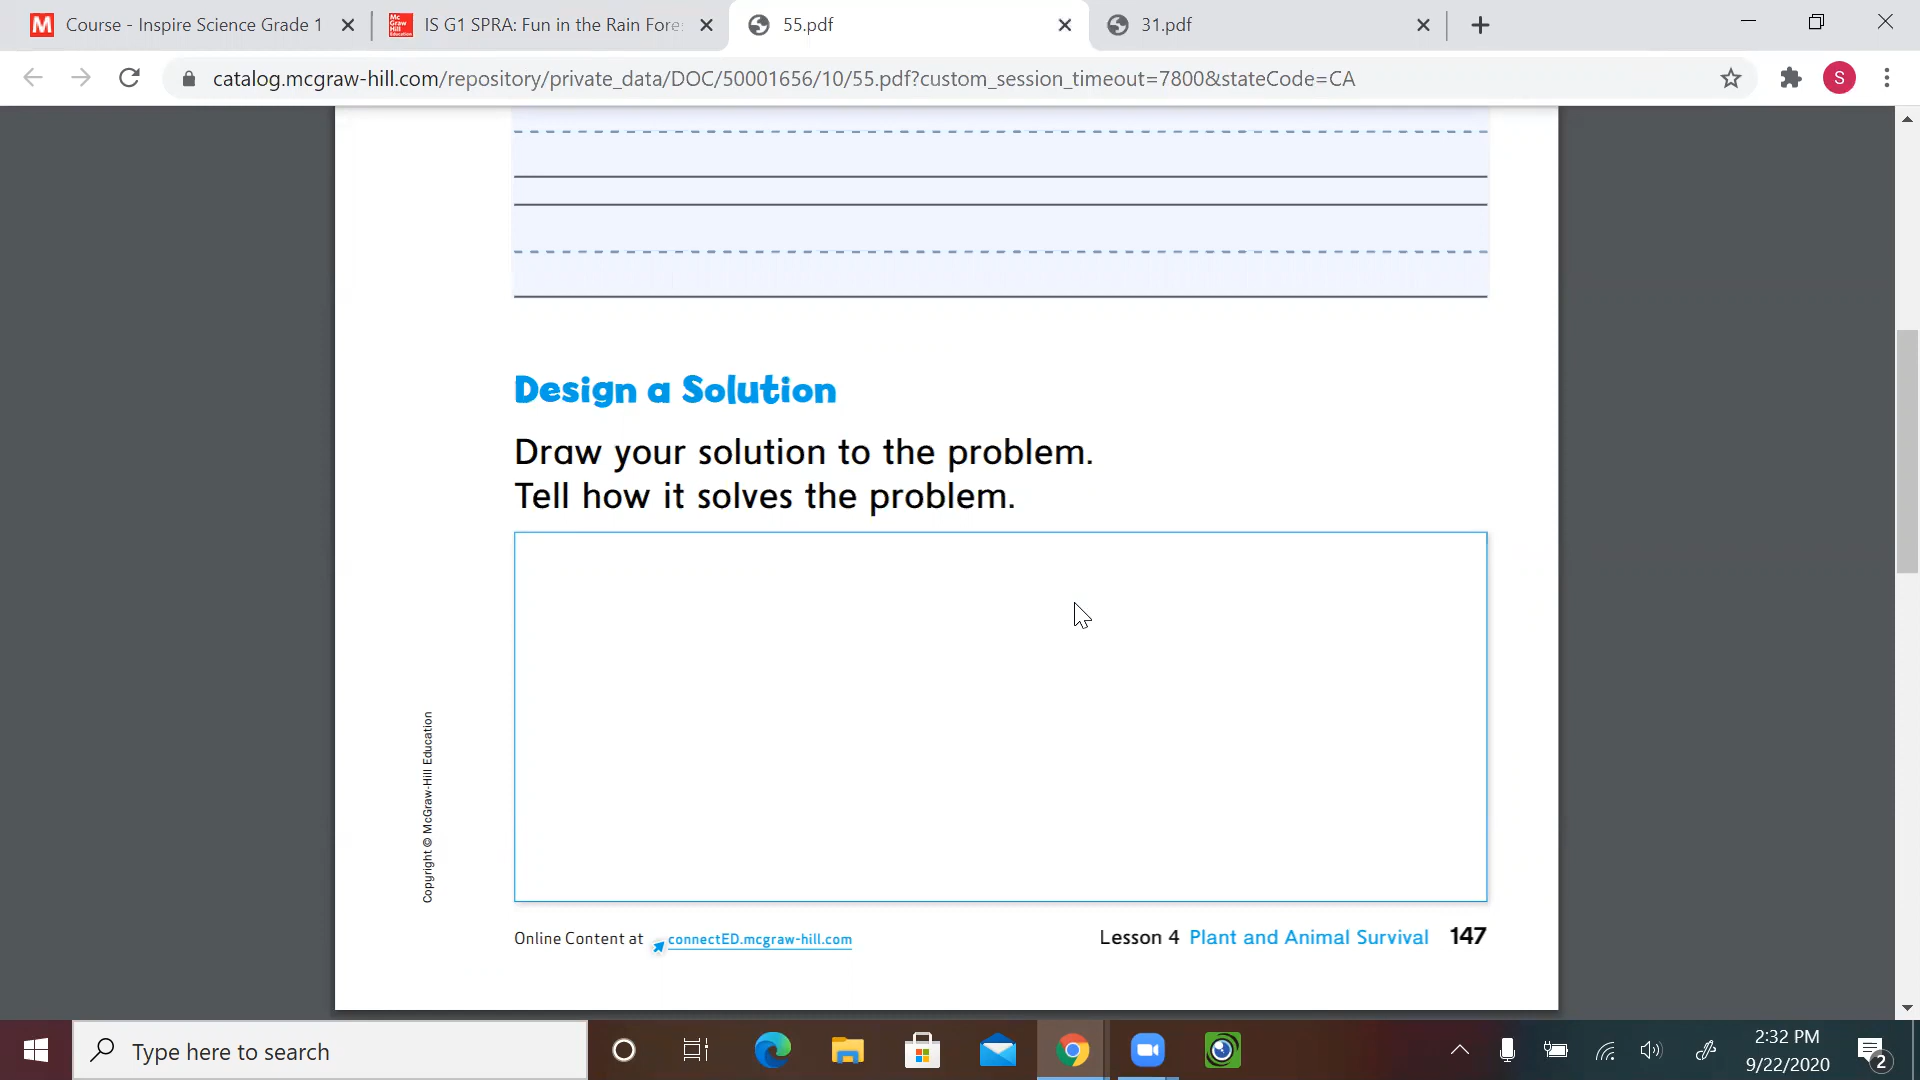 Course - Inspire Science Grade 1
IS G1 SPRA: Fun in the Rain Fore
55.pdf
31.pdf
catalog.mcgraw-hill.com/repository/private_data/DOC/50001656/10/55.pdf?custom_session_timeout=7800&stateCode=CA
S
Design a Solution
Draw your solution to the problem.
Tell how it solves the problem.
Copyright © McGraw-Hill Education
Online Content at connectED.mcgraw-hill.com
Lesson 4 Plant and Animal Survival 147
Type here to search
2:32 PM
9/22/2020
2